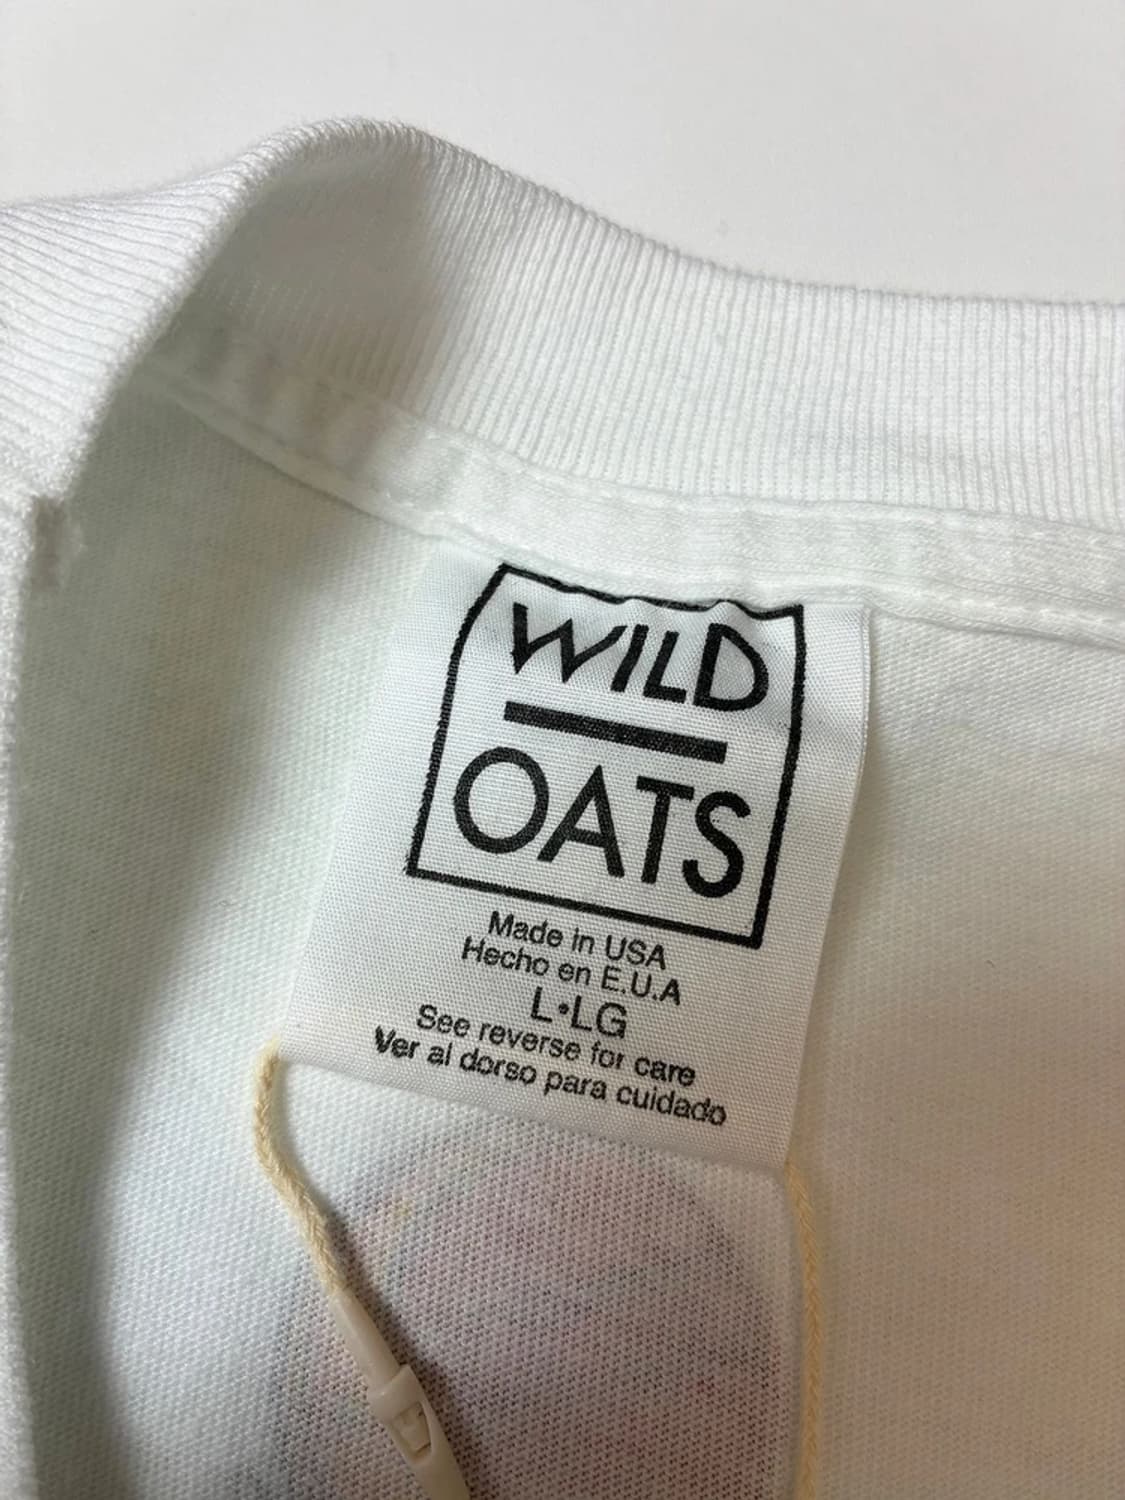 WILD
OATS
Made in USA
Hecho en E.U.A
L•LG
See reverse for care
Ver al dorso para cuidado